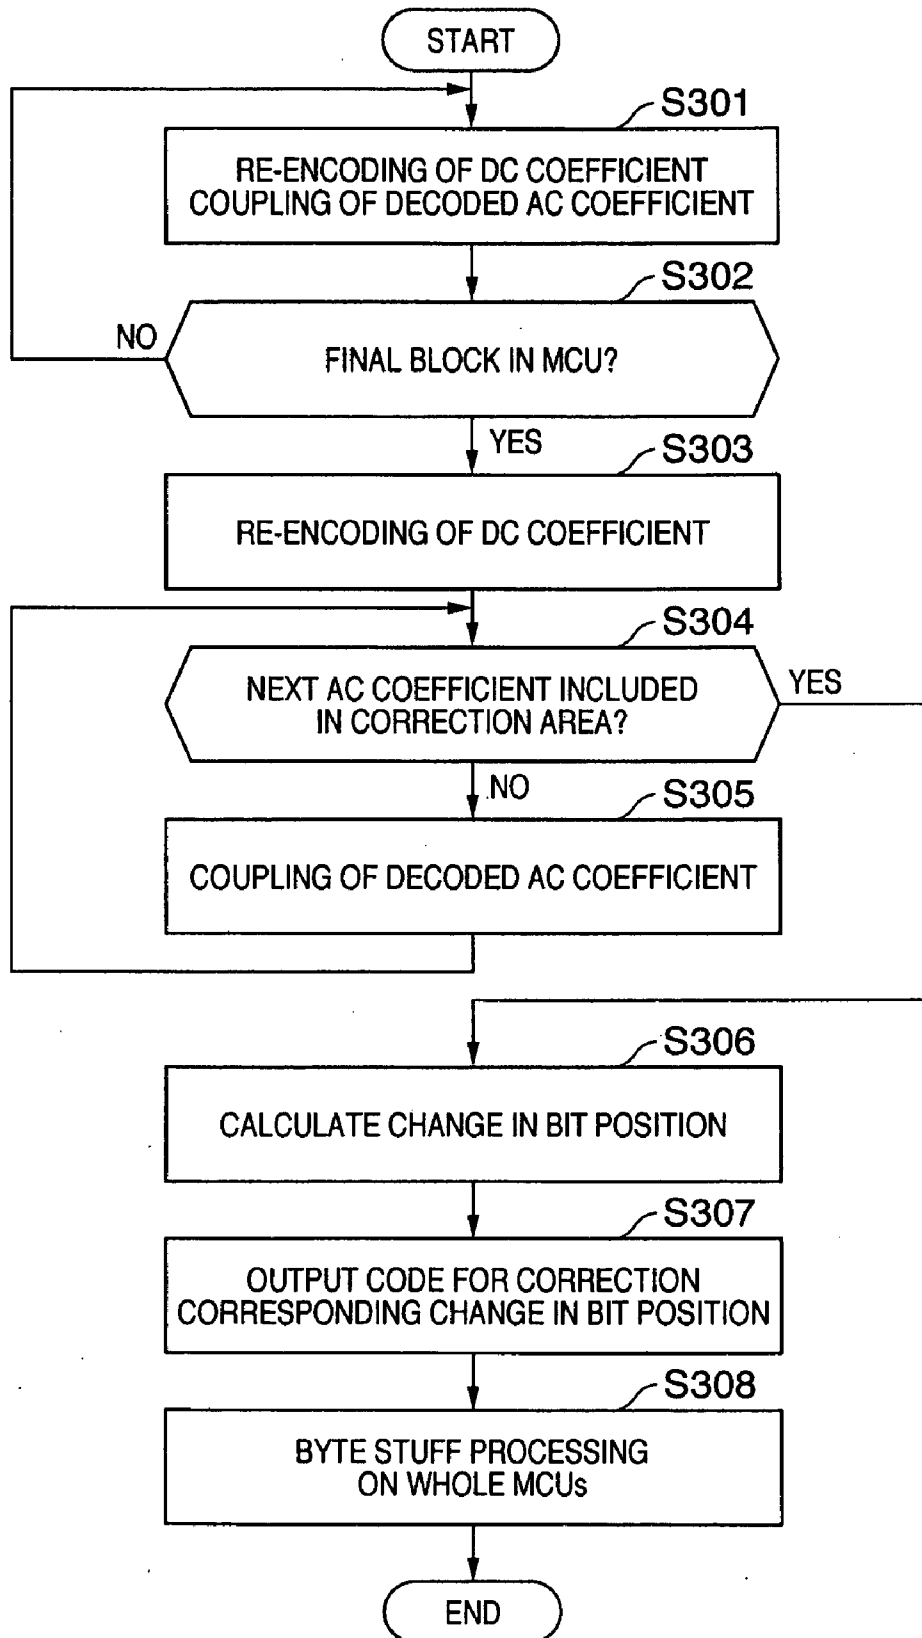 START
S301
RE-ENCODING OF DC COEFFICIENT
COUPLING OF DECODED AC COEFFICIENT
S302
NO
FINAL BLOCK IN MCU?
YES
S303
RE-ENCODING OF DC COEFFICIENT
S304
NEXT AC COEFFICIENT INCLUDED
IN CORRECTION AREA?
YES
NO
S305
COUPLING OF DECODED AC COEFFICIENT
S306
CALCULATE CHANGE IN BIT POSITION
S307
OUTPUT CODE FOR CORRECTION
CORRESPONDING CHANGE IN BIT POSITION
S308
BYTE STUFF PROCESSING
ON WHOLE MCUs
END